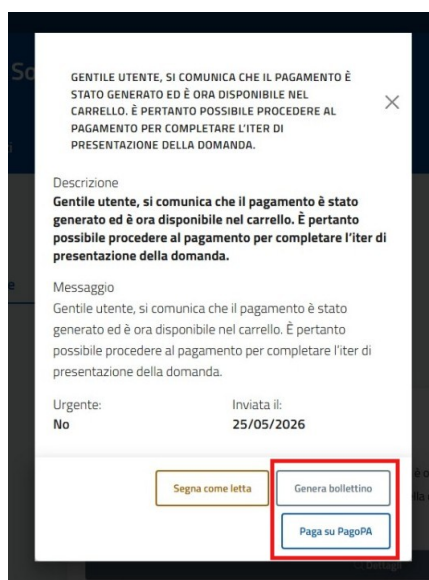 So
GENTILE UTENTE, SI COMUNICA CHE IL PAGAMENTO È
STATO GENERATO ED È ORA DISPONIBILE NEL
CARRELLO. È PERTANTO POSSIBILE PROCEDERE AL
PAGAMENTO PER COMPLETARE L'ITER DI
PRESENTAZIONE DELLA DOMANDA.
Descrizione
Gentile utente, si comunica che il pagamento è stato
generato ed è ora disponibile nel carrello. È pertanto
possibile procedere al pagamento per completare l'iter di
presentazione della domanda.
Messaggio
Gentile utente, si comunica che il pagamento è stato
generato ed è ora disponibile nel carrello. È pertanto
possibile procedere al pagamento per completare l'iter di
presentazione della domanda.
Urgente: Inviata il:
No 25/05/2026
Segna come letta Genera bollettino
Paga su PagoPA
Dettagli